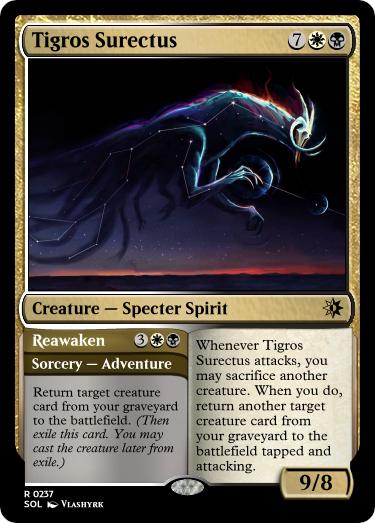 Tigros Surectus 7
Creature — Specter Spirit
Reawaken 3
Sorcery — Adventure
Return target creature
card from your graveyard
to the battlefield. (Then
exile this card. You may
cast the creature later from
exile.)
Whenever Tigros
Surectus attacks, you
may sacrifice another
creature. When you do,
return another target
creature card from
your graveyard to the
battlefield tapped and
attacking.
9/8
R 0237
SOL Vlashyrk